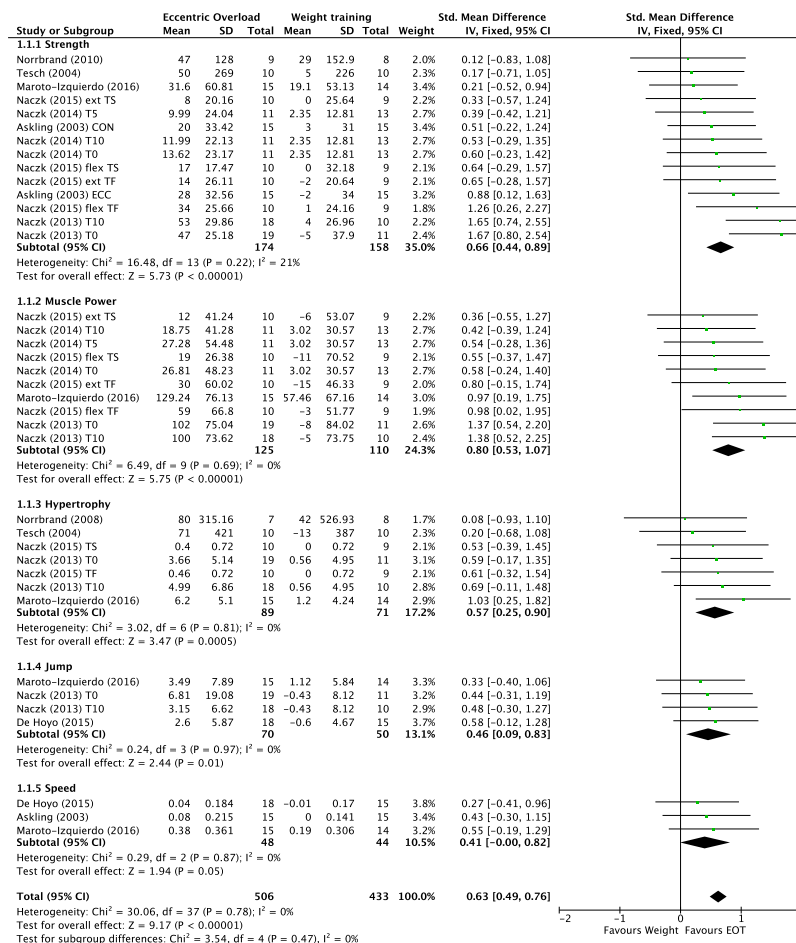 Eccentric Overload Weight training Std. Mean Difference Std. Mean Difference
Study or Subgroup Mean SD Total Mean SD Total Weight IV, Fixed, 95% CI IV, Fixed, 95% CI
1.1.1 Strength
Norrbrand (2010) 47 128 9 29 152.9 8 2.0% 0.12 [-0.83, 1.08]
Tesch (2004) 50 269 10 5 226 10 2.3% 0.17 [-0.71, 1.05]
Maroto-Izquierdo (2016) 31.6 60.81 15 19.1 53.13 14 3.4% 0.21 [-0.52, 0.94]
Naczk (2015) ext TS 8 20.16 10 0 25.64 9 2.2% 0.33 [-0.57, 1.24]
Naczk (2014) T5 9.99 24.04 11 2.35 12.81 13 2.7% 0.39 [-0.42, 1.21]
Askling (2003) CON 20 33.42 15 3 31 15 3.4% 0.51 [-0.22, 1.24]
Naczk (2014) T10 11.99 22.13 11 2.35 12.81 13 2.7% 0.53 [-0.29, 1.35]
Naczk (2014) T0 13.62 23.17 11 2.35 12.81 13 2.7% 0.60 [-0.23, 1.42]
Naczk (2015) flex TS 17 17.47 10 0 32.18 9 2.1% 0.64 [-0.29, 1.57]
Naczk (2015) ext TF 14 26.11 10 -2 20.64 9 2.1% 0.65 [-0.28, 1.57]
Askling (2003) ECC 28 32.56 15 -2 34 15 3.2% 0.88 [0.12, 1.63]
Naczk (2015) flex TF 34 25.66 10 1 24.16 9 1.8% 1.26 [0.26, 2.27]
Naczk (2013) T10 53 29.86 18 4 26.96 10 2.2% 1.65 [0.74, 2.55]
Naczk (2013) T0 47 25.18 19 -5 37.9 11 2.4% 1.67 [0.80, 2.54]
Subtotal (95% CI) 174 158 35.0% 0.66 [0.44, 0.89]
Heterogeneity: Chi² = 16.48, df = 13 (P = 0.22); I² = 21%
Test for overall effect: Z = 5.73 (P < 0.00001)
1.1.2 Muscle Power
Naczk (2015) ext TS 12 41.24 10 -6 53.07 9 2.2% 0.36 [-0.55, 1.27]
Naczk (2014) T10 18.75 41.28 11 3.02 30.57 13 2.7% 0.42 [-0.39, 1.24]
Naczk (2014) T5 27.28 54.48 11 3.02 30.57 13 2.7% 0.54 [-0.28, 1.36]
Naczk (2015) flex TS 19 26.38 10 -11 70.52 9 2.1% 0.55 [-0.37, 1.47]
Naczk (2014) T0 26.81 48.23 11 3.02 30.57 13 2.7% 0.58 [-0.24, 1.40]
Naczk (2015) ext TF 30 60.02 10 -15 46.33 9 2.0% 0.80 [-0.15, 1.74]
Maroto-Izquierdo (2016) 129.24 76.13 15 57.46 67.16 14 3.0% 0.97 [0.19, 1.75]
Naczk (2015) flex TF 59 66.8 10 -3 51.77 9 1.9% 0.98 [0.02, 1.95]
Naczk (2013) T0 102 75.04 19 -8 84.02 11 2.6% 1.37 [0.54, 2.20]
Naczk (2013) T10 100 73.62 18 -5 73.75 10 2.4% 1.38 [0.52, 2.25]
Subtotal (95% CI) 125 110 24.3% 0.80 [0.53, 1.07]
Heterogeneity: Chi² = 6.49, df = 9 (P = 0.69); I² = 0%
Test for overall effect: Z = 5.75 (P < 0.00001)
1.1.3 Hypertrophy
Norrbrand (2008) 80 315.16 7 42 526.93 8 1.7% 0.08 [-0.93, 1.10]
Tesch (2004) 71 421 10 -13 387 10 2.3% 0.20 [-0.68, 1.08]
Naczk (2015) TS 0.4 0.72 10 0 0.72 9 2.1% 0.53 [-0.39, 1.45]
Naczk (2013) T0 3.66 5.14 19 0.56 4.95 11 3.1% 0.59 [-0.17, 1.35]
Naczk (2015) TF 0.46 0.72 10 0 0.72 9 2.1% 0.61 [-0.32, 1.54]
Naczk (2013) T10 4.99 6.86 18 0.56 4.95 10 2.8% 0.69 [-0.11, 1.48]
Maroto-Izquierdo (2016) 6.2 5.1 15 1.2 4.24 14 2.9% 1.03 [0.25, 1.82]
Subtotal (95% CI) 89 71 17.2% 0.57 [0.25, 0.90]
Heterogeneity: Chi² = 3.02, df = 6 (P = 0.81); I² = 0%
Test for overall effect: Z = 3.47 (P = 0.0005)
1.1.4 Jump
Maroto-Izquierdo (2016) 3.49 7.89 15 1.12 5.84 14 3.3% 0.33 [-0.40, 1.06]
Naczk (2013) T0 6.81 19.08 19 -0.43 8.12 11 3.2% 0.44 [-0.31, 1.19]
Naczk (2013) T10 3.15 6.62 18 -0.43 8.12 10 2.9% 0.48 [-0.30, 1.27]
De Hoyo (2015) 2.6 5.87 18 -0.6 4.67 15 3.7% 0.58 [-0.12, 1.28]
Subtotal (95% CI) 70 50 13.1% 0.46 [0.09, 0.83]
Heterogeneity: Chi² = 0.24, df = 3 (P = 0.97); I² = 0%
Test for overall effect: Z = 2.44 (P = 0.01)
1.1.5 Speed
De Hoyo (2015) 0.04 0.184 18 -0.01 0.17 15 3.8% 0.27 [-0.41, 0.96]
Askling (2003) 0.08 0.215 15 0 0.141 15 3.4% 0.43 [-0.30, 1.15]
Maroto-Izquierdo (2016) 0.38 0.361 15 0.19 0.306 14 3.2% 0.55 [-0.19, 1.29]
Subtotal (95% CI) 48 44 10.5% 0.41 [-0.00, 0.82]
Heterogeneity: Chi² = 0.29, df = 2 (P = 0.87); I² = 0%
Test for overall effect: Z = 1.94 (P = 0.05)
Total (95% CI) 506 433 100.0% 0.63 [0.49, 0.76]
Heterogeneity: Chi² = 30.06, df = 37 (P = 0.78); I² = 0%
Test for overall effect: Z = 9.17 (P < 0.00001)
Test for subgroup differences: Chi² = 3.54, df = 4 (P = 0.47), I² = 0%
-2 -1 0 1
Favours Weight Favours EOT